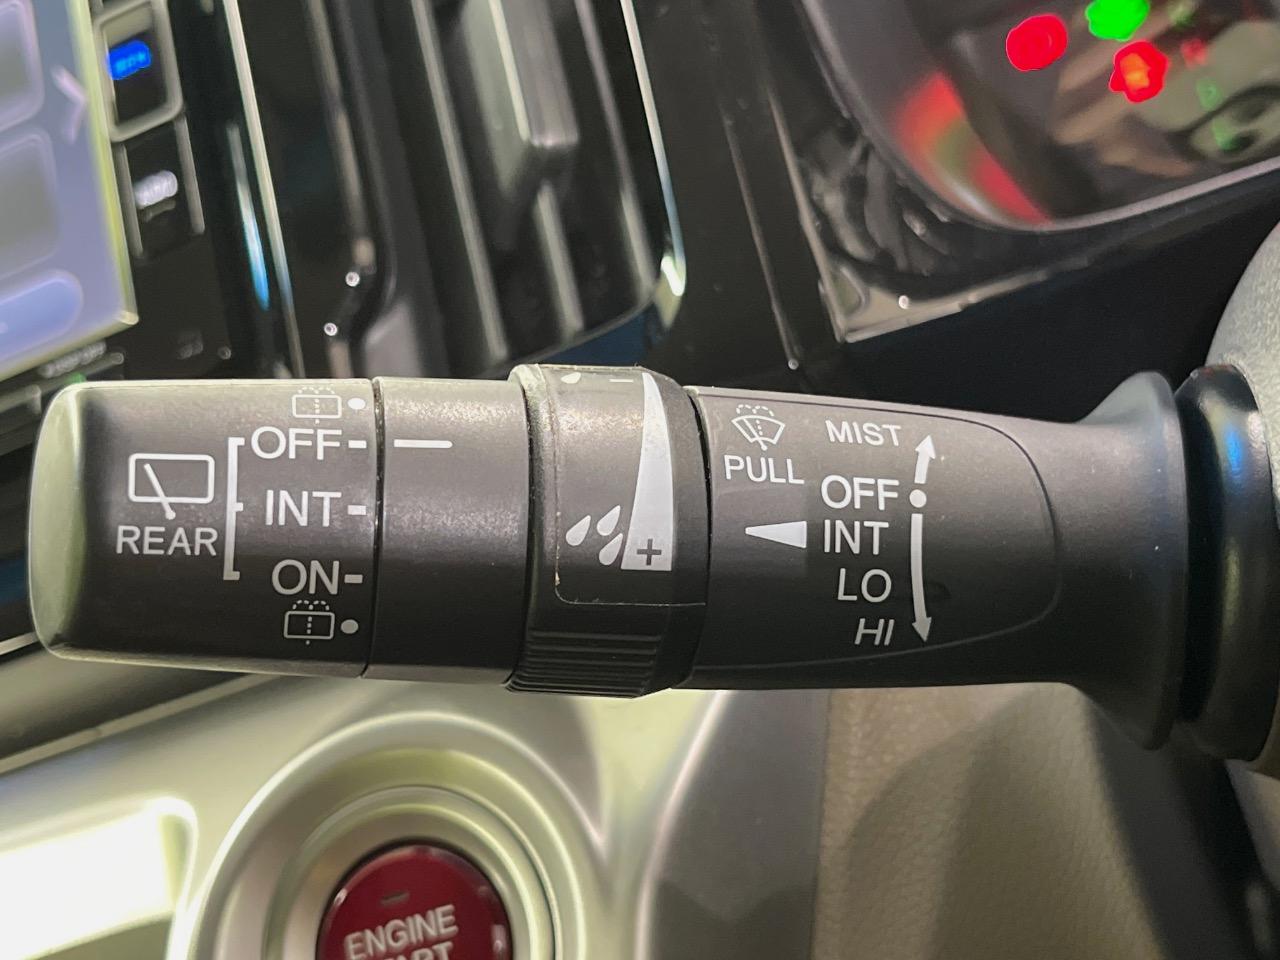 REAR
OFF
INT
ON
+
PULL
MIST
OFF
INT
LO
HI
ENGINE